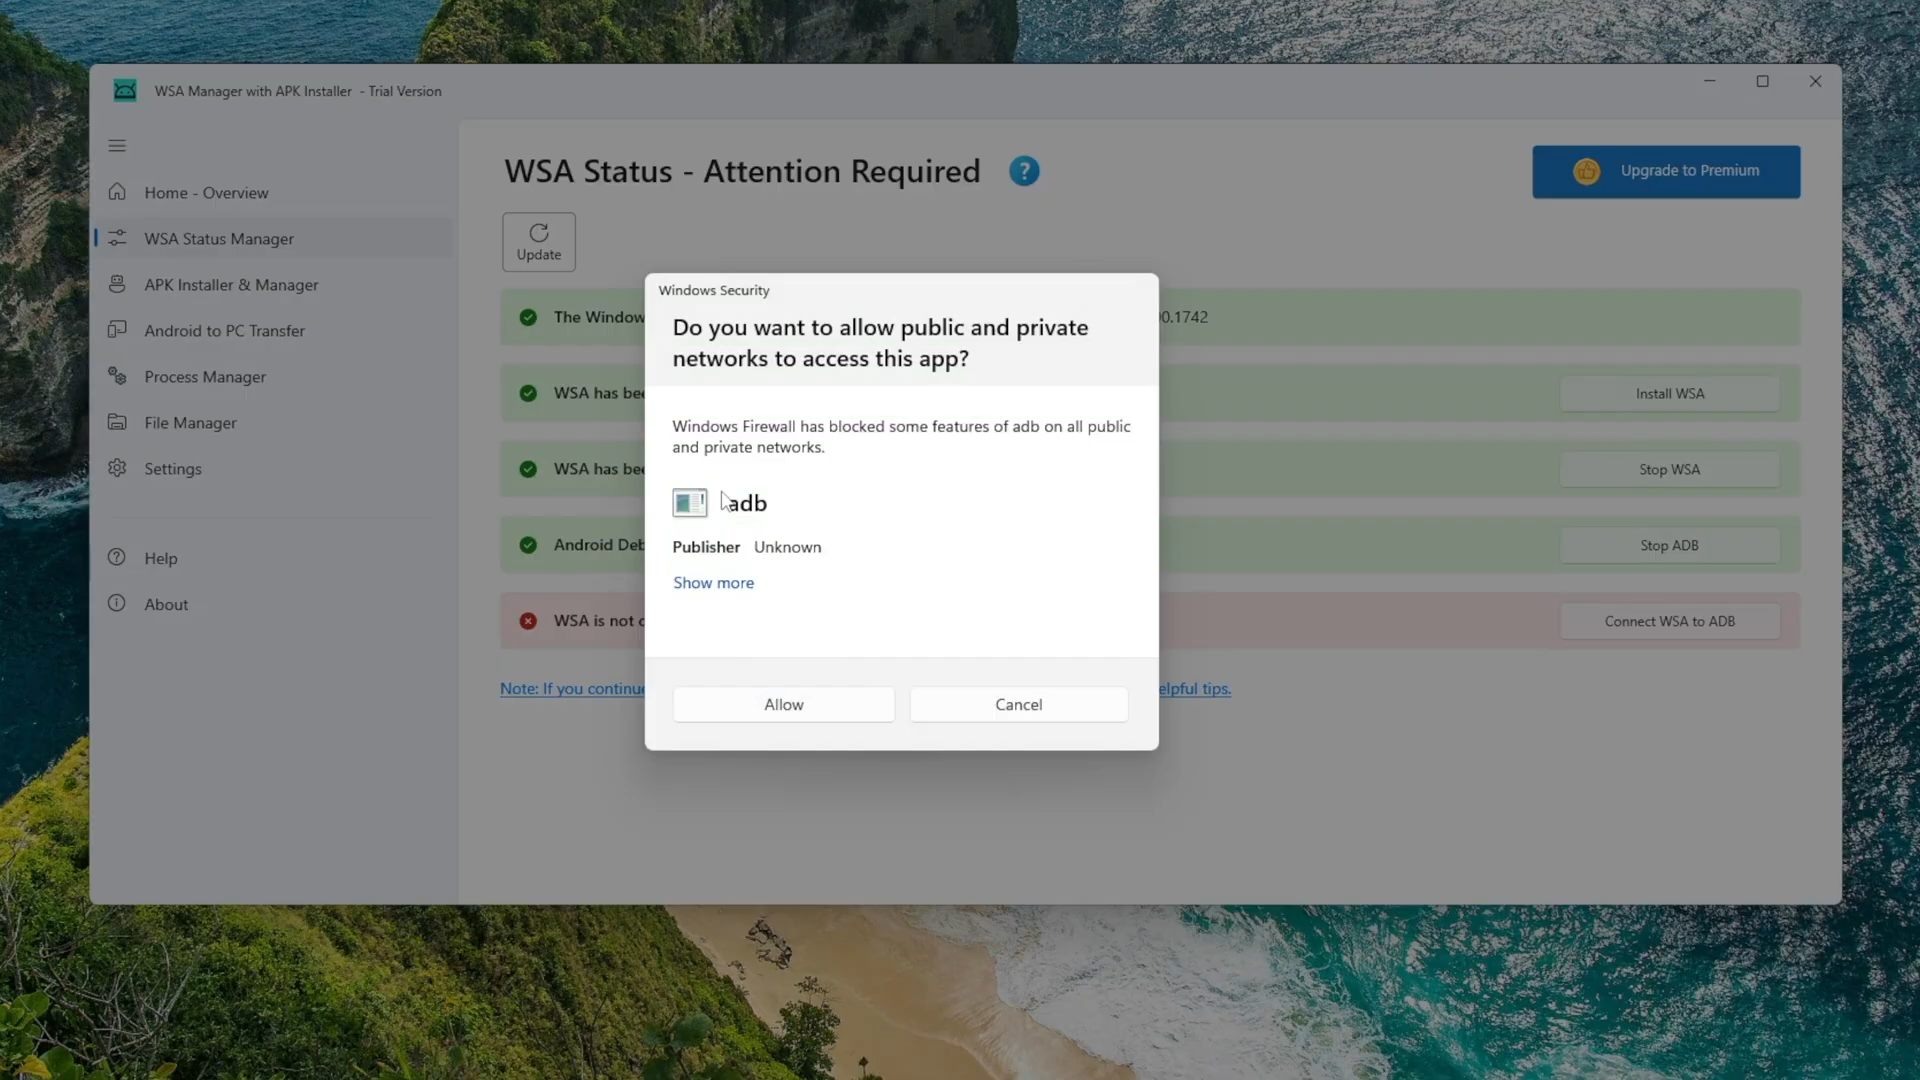 WSA Manager with APK Installer - Trial Version
Home - Overview
WSA Status Manager
APK Installer & Manager
Android to PC Transfer
Process Manager
File Manager
Settings
Help
About
WSA Status - Attention Required
?
Upgrade to Premium
Update
The Window
00.1742
WSA has bee
Install WSA
WSA has bee
Stop WSA
Android Deb
Stop ADB
WSA is not c
Connect WSA to ADB
Note: If you continue
elpful tips.
Windows Security
Do you want to allow public and private
networks to access this app?
Windows Firewall has blocked some features of adb on all public
and private networks.
adb
Publisher Unknown
Show more
Allow
Cancel